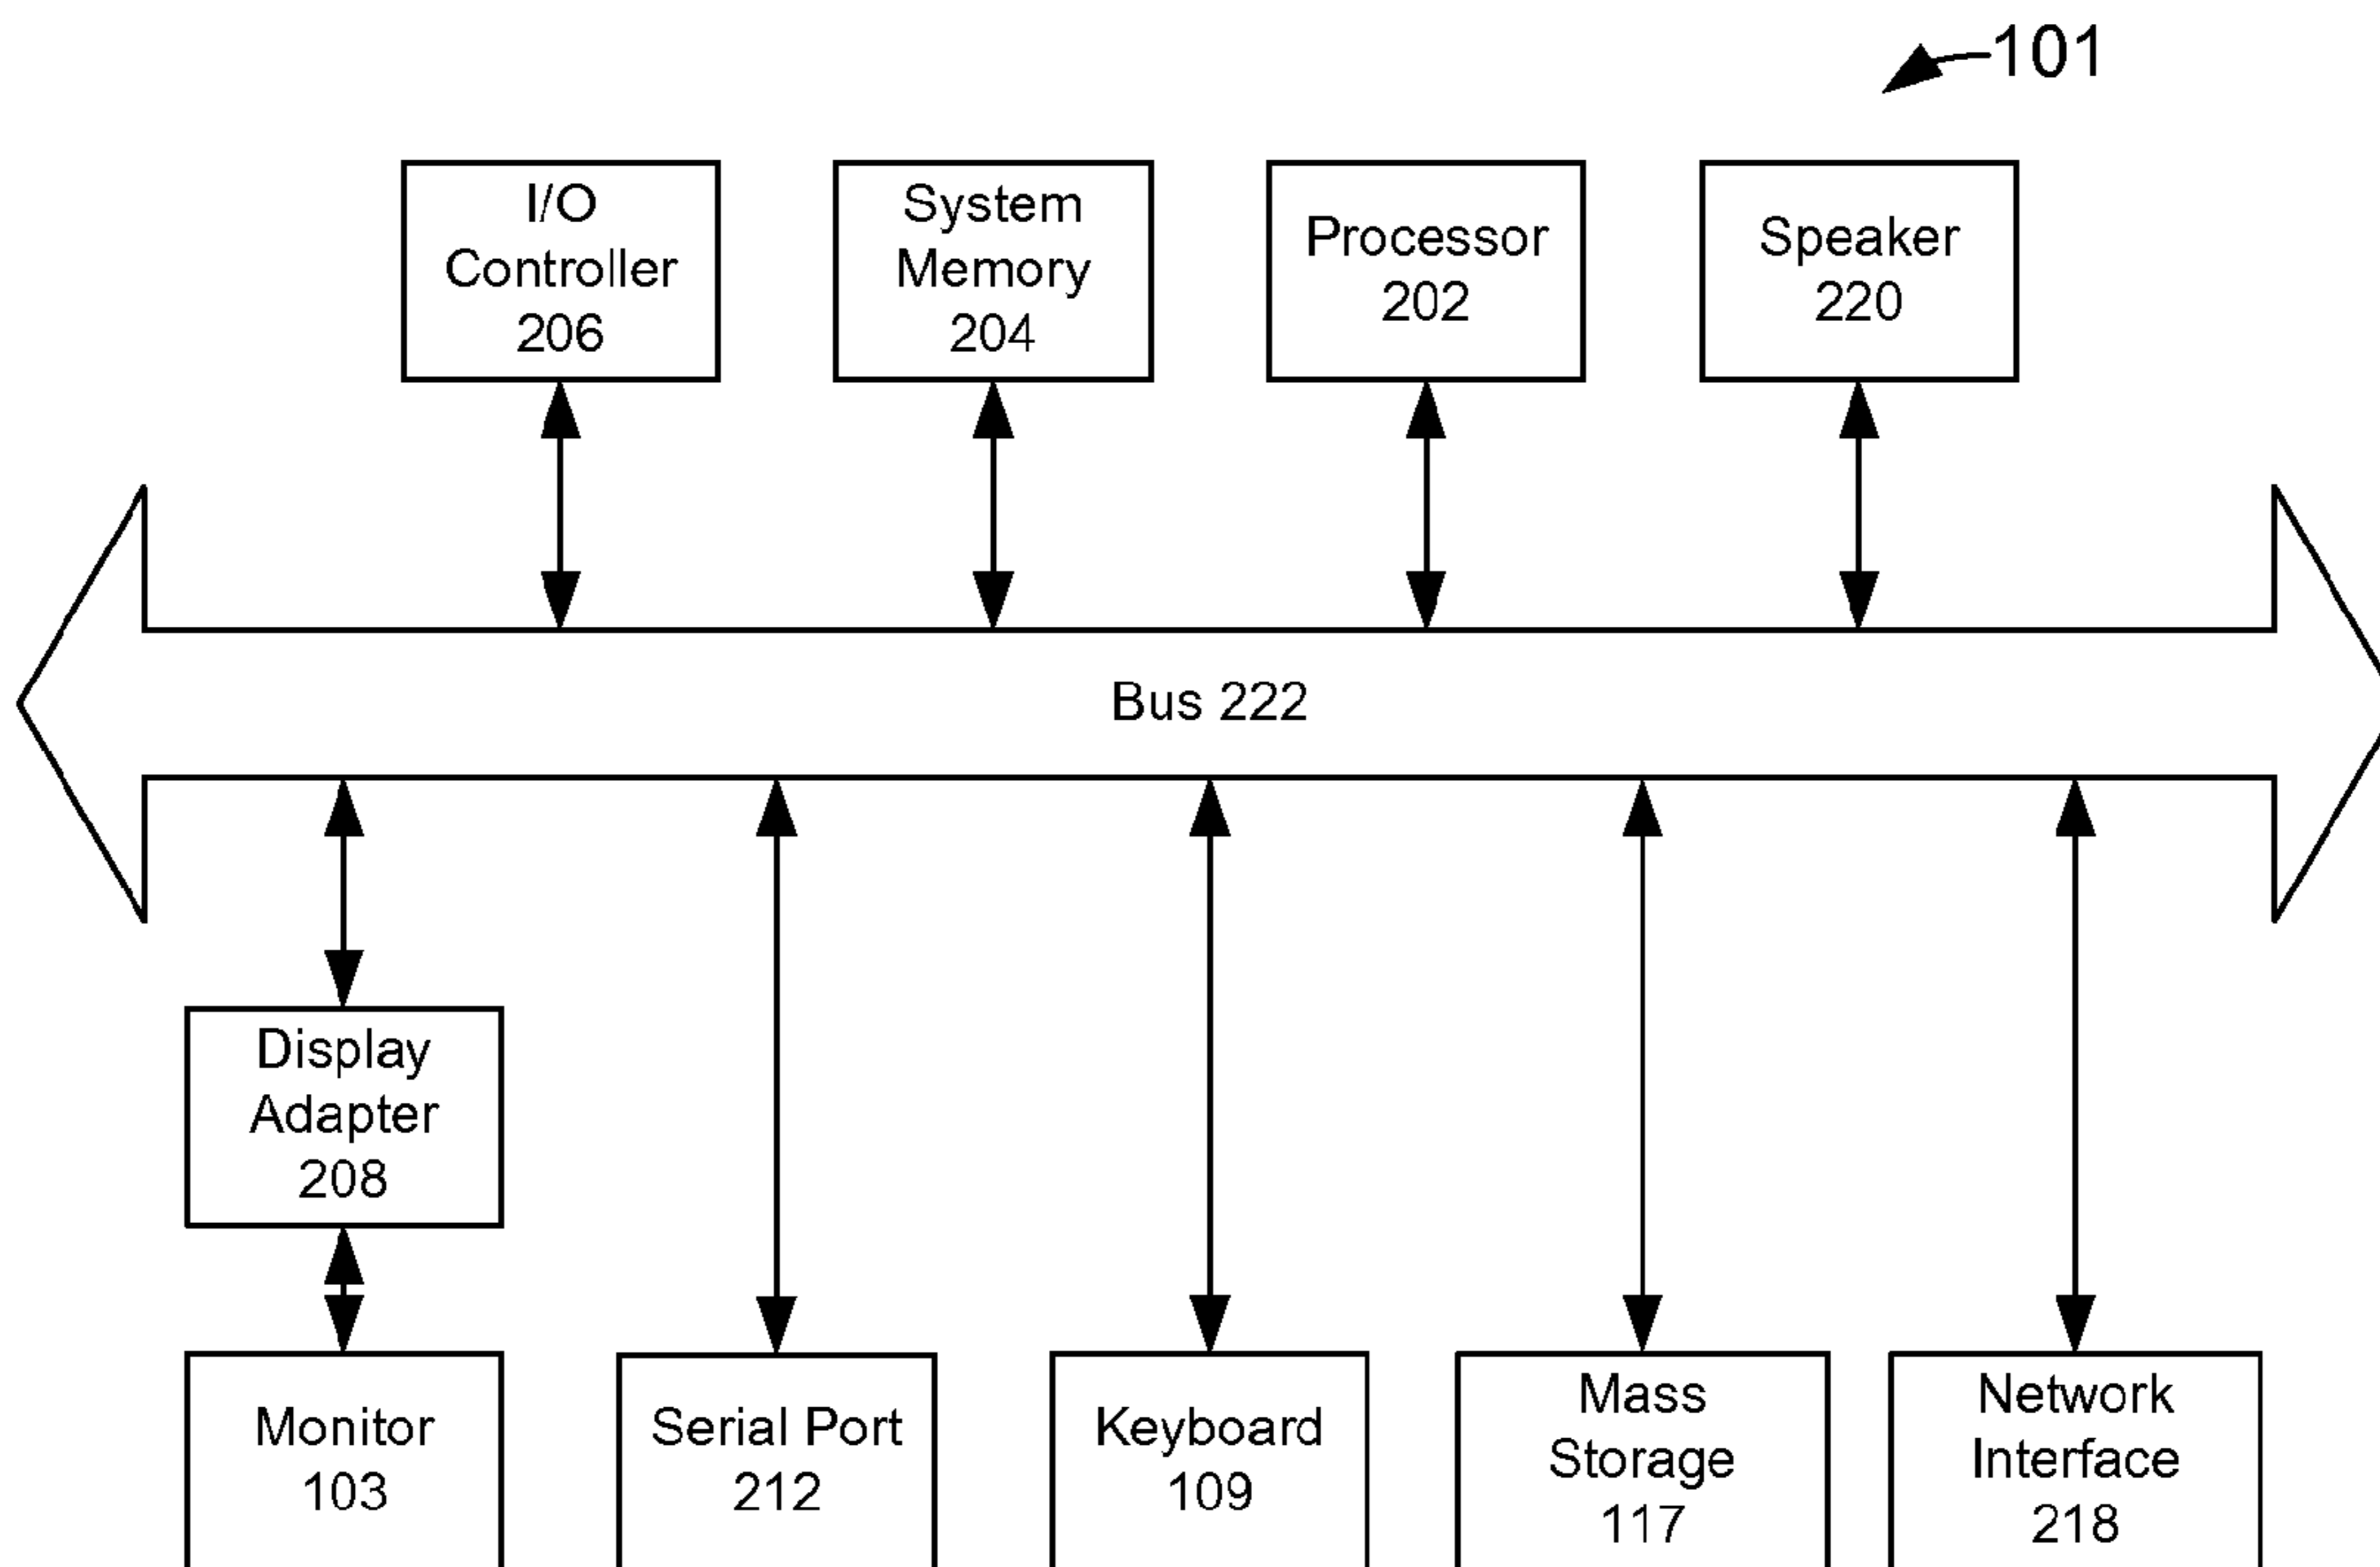 101
I/O
Controller
206
System
Memory
204
Processor
202
Speaker
220
Bus 222
Display
Adapter
208
Monitor
103
Serial Port
212
Keyboard
109
Mass
Storage
117
Network
Interface
218